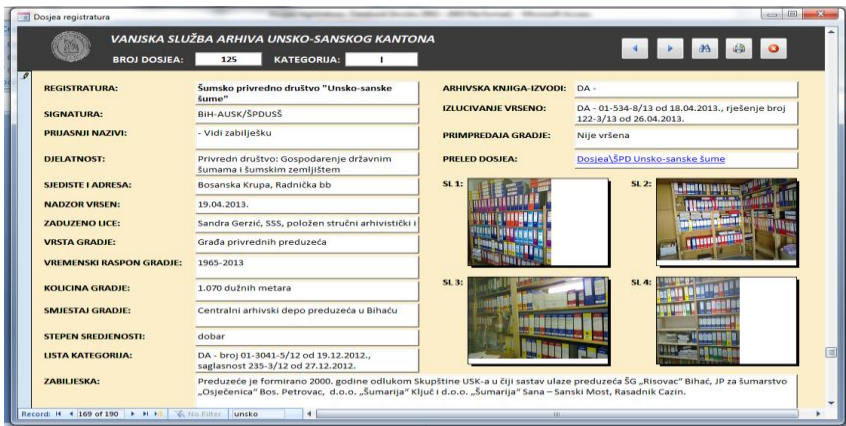 Dosjea registratura
VANJSKA SLUŽBA ARHIVA UNSKO-SANSKOG KANTONA
BROJ DOSJEA: 125 KATEGORIJA: I
REGISTRATURA: Šumsko privredno društvo "Unsko-sanske
šume"
SIGNATURA: BiH-AUSK/ŠPDUSŠ
PRIJASNJI NAZIVI: - Vidi zabilješku
DJELATNOST: Privredn društvo: Gospodarenje državnim
šumama i šumskim zemljištem
SJEDISTE I ADRESA: Bosanska Krupa, Radnička bb
NADZOR VRSEN: 19.04.2013.
ZADUZENO LICE: Sandra Gerzić, SSS, položen stručni arhivistički i
VRSTA GRADJE: Građa privrednih preduzeća
VREMENSKI RASPON GRADJE: 1965-2013
KOLICINA GRADJE: 1.070 dužnih metara
SMJESTAJ GRADJE: Centralni arhivski depo preduzeća u Bihaću
STEPEN SREDJENOSTI: dobar
LISTA KATEGORIJA: DA - broj 01-3041-5/12 od 19.12.2012.,
saglasnost 235-3/12 od 27.12.2012.
ARHIVSKA KNJIGA-IZVODI: DA -
IZLUCIVANJE VRSENO: DA - 01-534-8/13 od 18.04.2013., rješenje broj
122-3/13 od 26.04.2013.
PRIMPREDAJA GRADJE: Nije vršena
PRELED DOSJEA: Dosjea\ŠPD Unsko-sanske šume
SL 1: SL 2:
SL 3: SL 4:
ZABILJESKA: Preduzeće je formirano 2000. godine odlukom Skupštine USK-a u čiji sastav ulaze preduzeća ŠG „Risovac" Bihać, JP za šumarstvo
„Osječenica" Bos. Petrovac, d.o.o. „Šumarija" Ključ i d.o.o. „Šumarija" Sana – Sanski Most, Rasadnik Cazin.
Record: 169 of 190 No Filter unsko